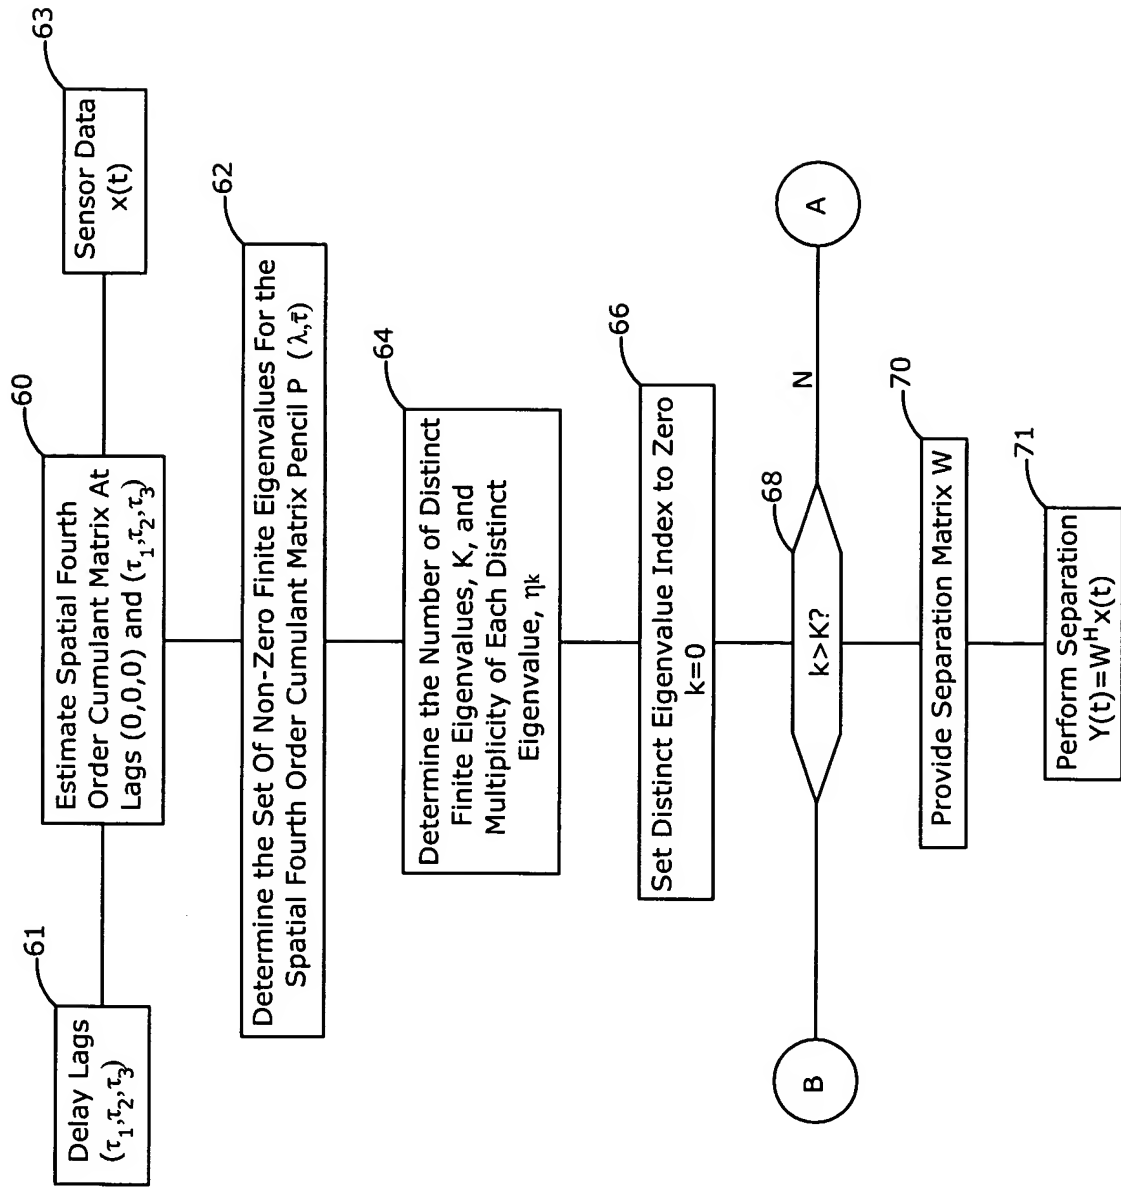 61
Delay Lags
(τ₁,τ₂,τ₃)
60
Estimate Spatial Fourth
Order Cumulant Matrix At
Lags (0,0,0) and (τ₁,τ₂,τ₃)
63
Sensor Data
x(t)
62
Determine the Set Of Non-Zero Finite Eigenvalues For the
Spatial Fourth Order Cumulant Matrix Pencil P (λ,τ̄)
64
Determine the Number of Distinct
Finite Eigenvalues, K, and
Multiplicity of Each Distinct
Eigenvalue, ηk
66
Set Distinct Eigenvalue Index to Zero
k=0
B
68
k>K?
N
A
70
Provide Separation Matrix W
71
Perform Separation
Y(t)=Wᴴx(t)